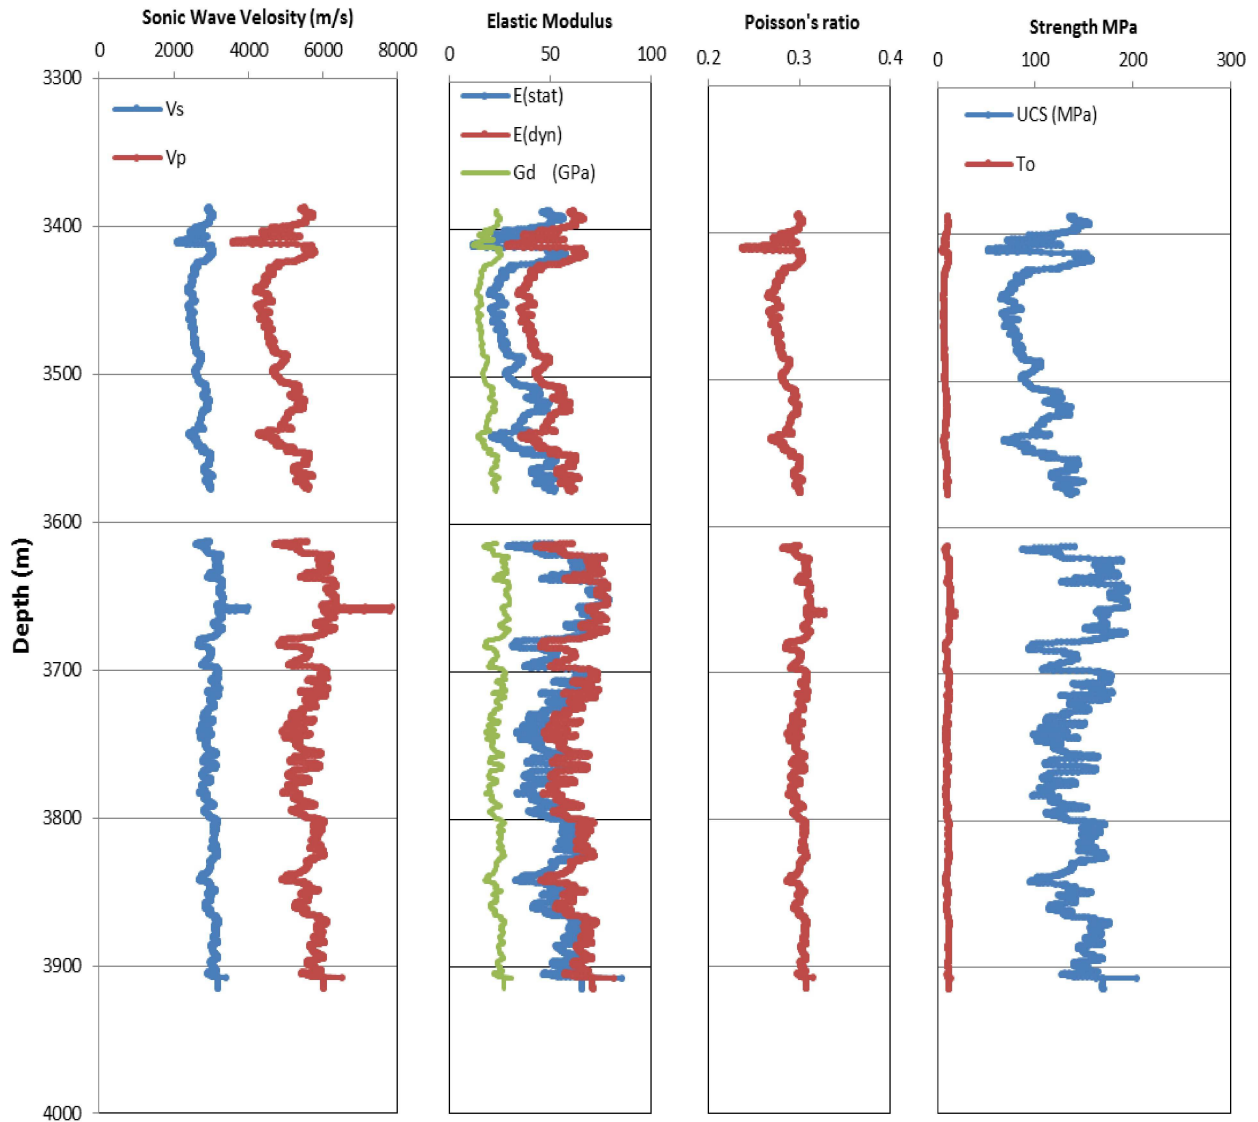 Sonic Wave Velosity (m/s)
Elastic Modulus
Poisson's ratio
Strength MPa
0 2000 4000 6000 8000
0 50 100
0.2 0.3 0.4
0 100 200 300
Vs
Vp
E(stat)
E(dyn)
Gd (GPa)
UCS (MPa)
To
Depth (m)
3300
3400
3500
3600
3700
3800
3900
4000